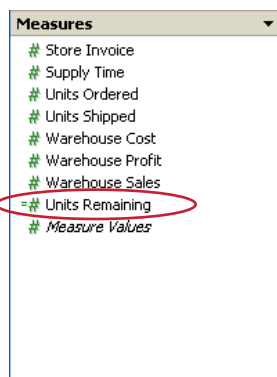 Measures
# Store Invoice
# Supply Time
# Units Ordered
# Units Shipped
# Warehouse Cost
# Warehouse Profit
# Warehouse Sales
=# Units Remaining
# Measure Values